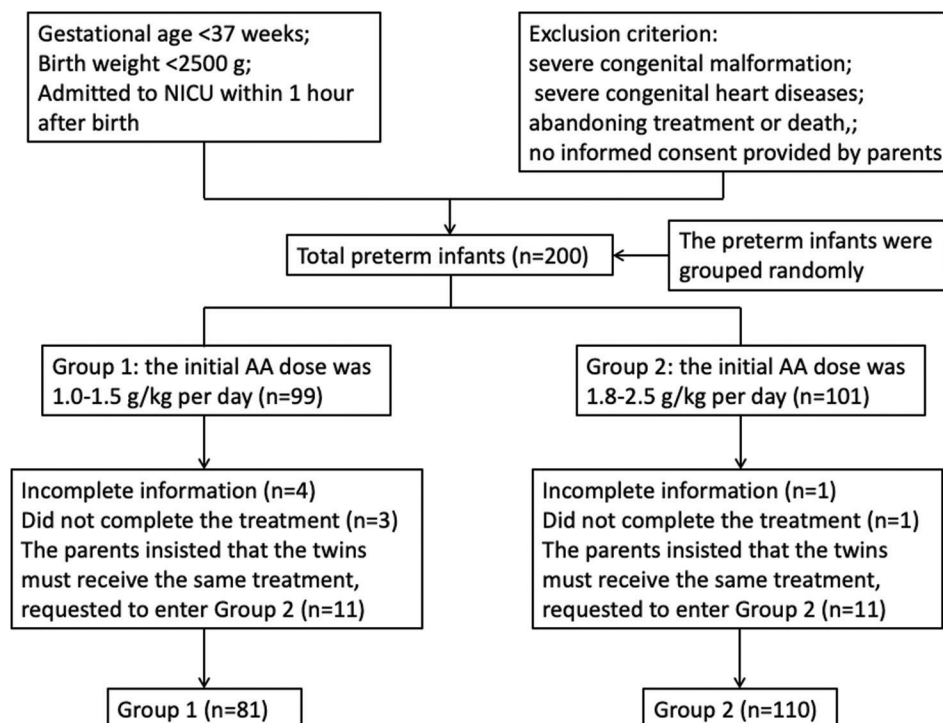 Gestational age <37 weeks;
Birth weight <2500 g;
Admitted to NICU within 1 hour
after birth
Exclusion criterion:
severe congenital malformation;
severe congenital heart diseases;
abandoning treatment or death,;
no informed consent provided by parents
Total preterm infants (n=200)
The preterm infants were
grouped randomly
Group 1: the initial AA dose was
1.0-1.5 g/kg per day (n=99)
Group 2: the initial AA dose was
1.8-2.5 g/kg per day (n=101)
Incomplete information (n=4)
Did not complete the treatment (n=3)
The parents insisted that the twins
must receive the same treatment,
requested to enter Group 2 (n=11)
Incomplete information (n=1)
Did not complete the treatment (n=1)
The parents insisted that the twins
must receive the same treatment,
requested to enter Group 2 (n=11)
Group 1 (n=81)
Group 2 (n=110)